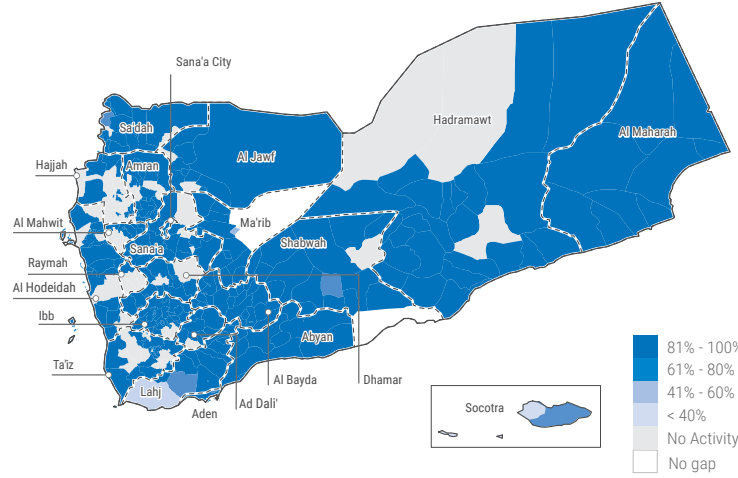 Sana'a City
Hadramawt
Sa'dah
Al Maharah
Al Jawf
Hajjah
Amran
Al Mahwit
Ma'rib
Sana'a
Shabwah
Raymah
Al Hodeidah
Ibb
Abyan
Ta'iz
Lahj
Al Bayda
Dhamar
Aden
Ad Dali'
Socotra
81% - 100%
61% - 80%
41% - 60%
< 40%
No Activity
No gap